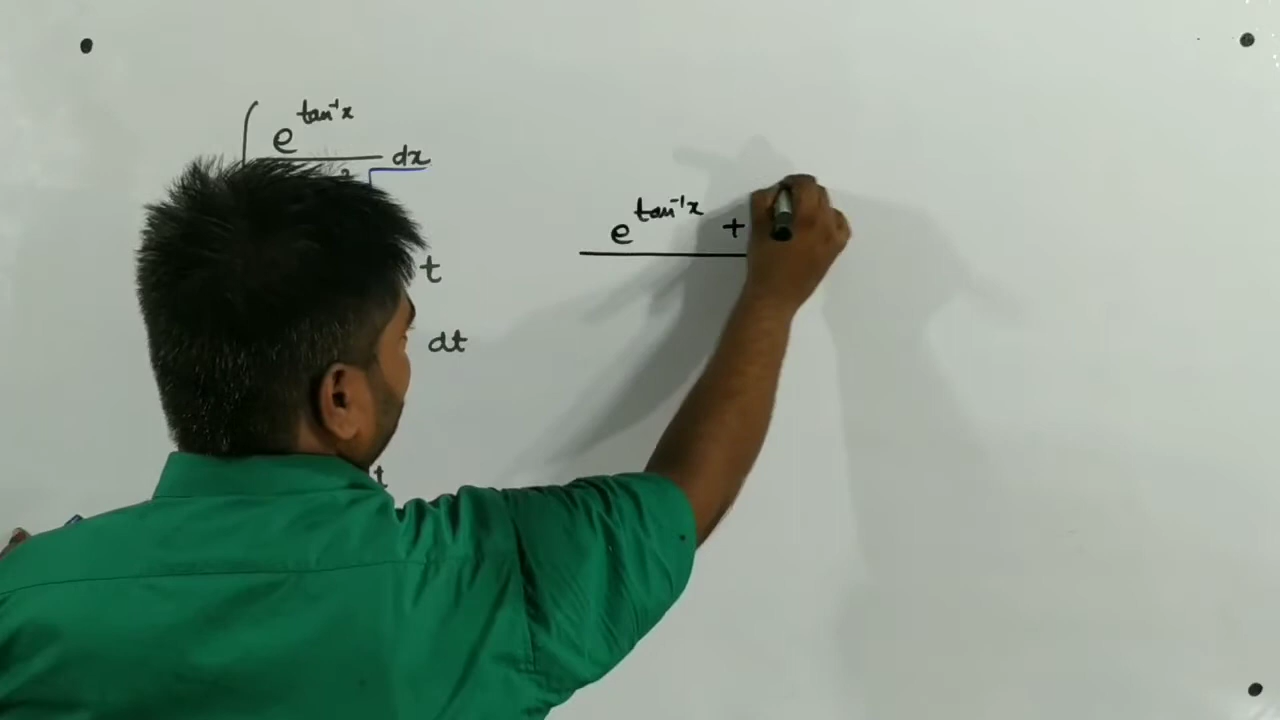 ∫ e^tan⁻¹x dx
t
dt
t
e^tan⁻¹x +